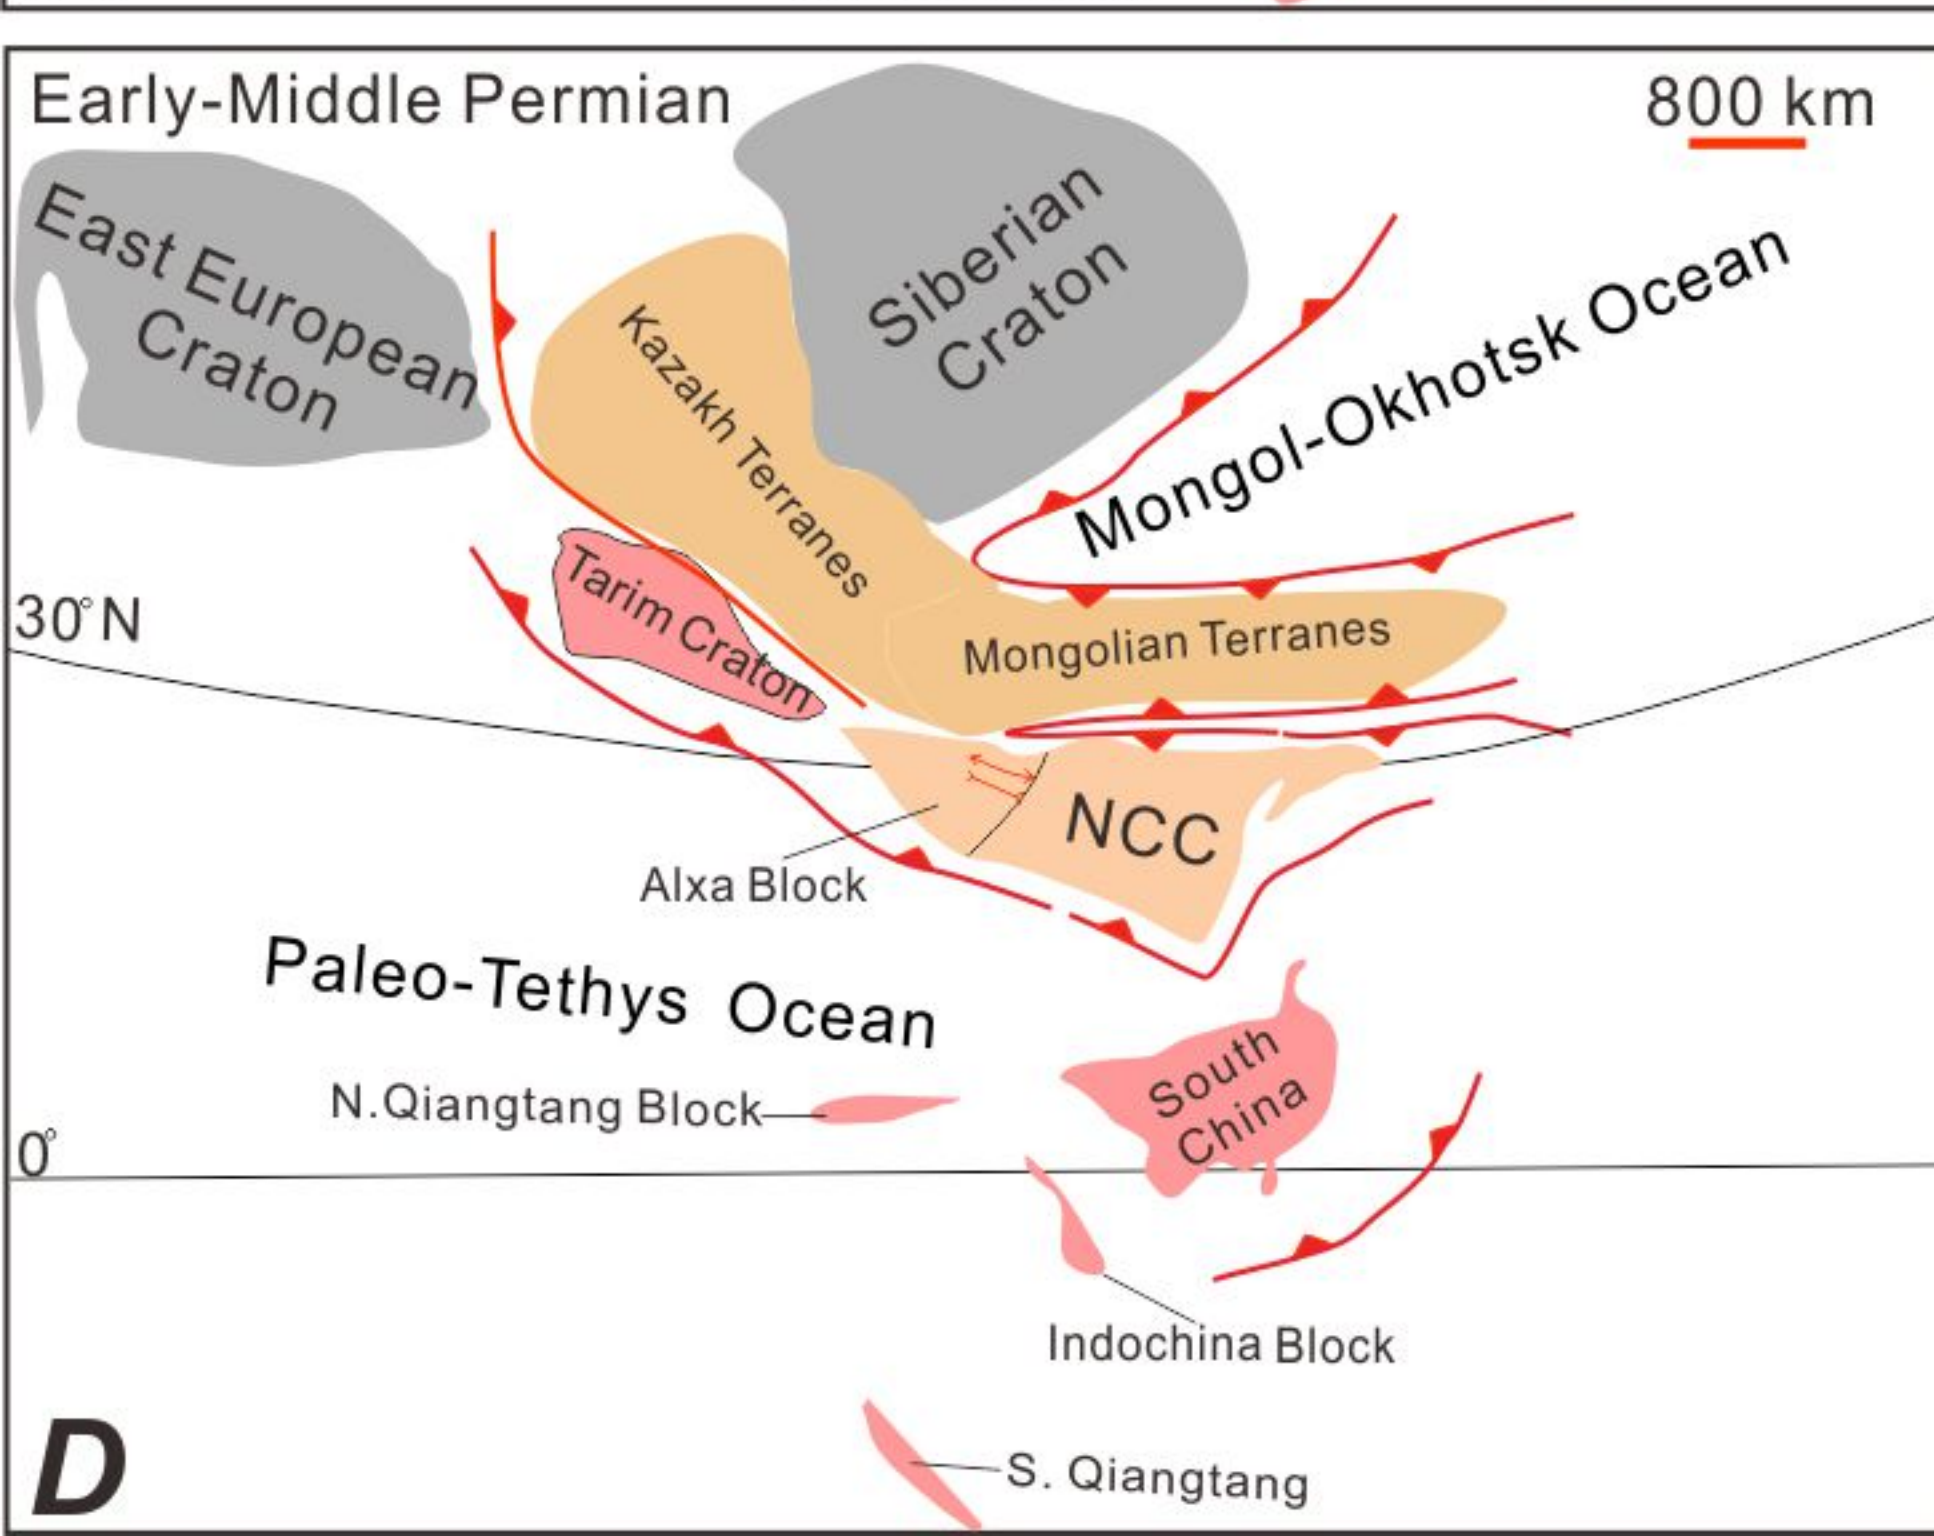 Early-Middle Permian
800 km
East European
Craton
Siberian
Craton
Kazakh Terranes
Mongol-Okhotsk Ocean
Tarim Craton
30°N
Mongolian Terranes
NCC
Alxa Block
Paleo-Tethys Ocean
South
China
N.Qiangtang Block
0°
Indochina Block
S. Qiangtang
D